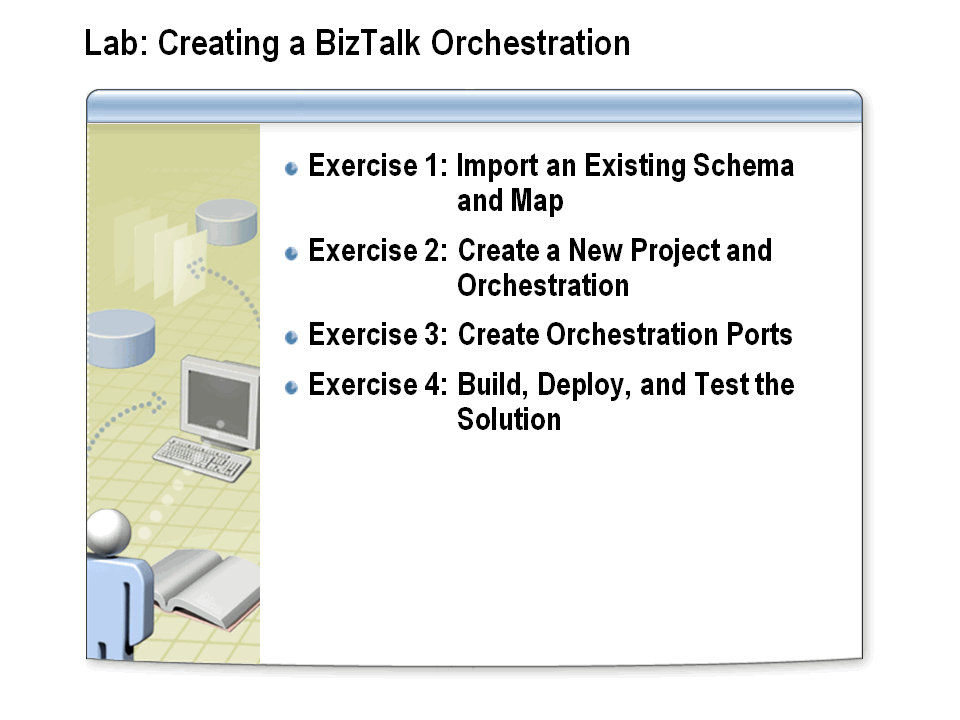 Lab: Creating a BizTalk Orchestration
Exercise 1: Import an Existing Schema
and Map
Exercise 2: Create a New Project and
Orchestration
Exercise 3: Create Orchestration Ports
Exercise 4: Build, Deploy, and Test the
Solution